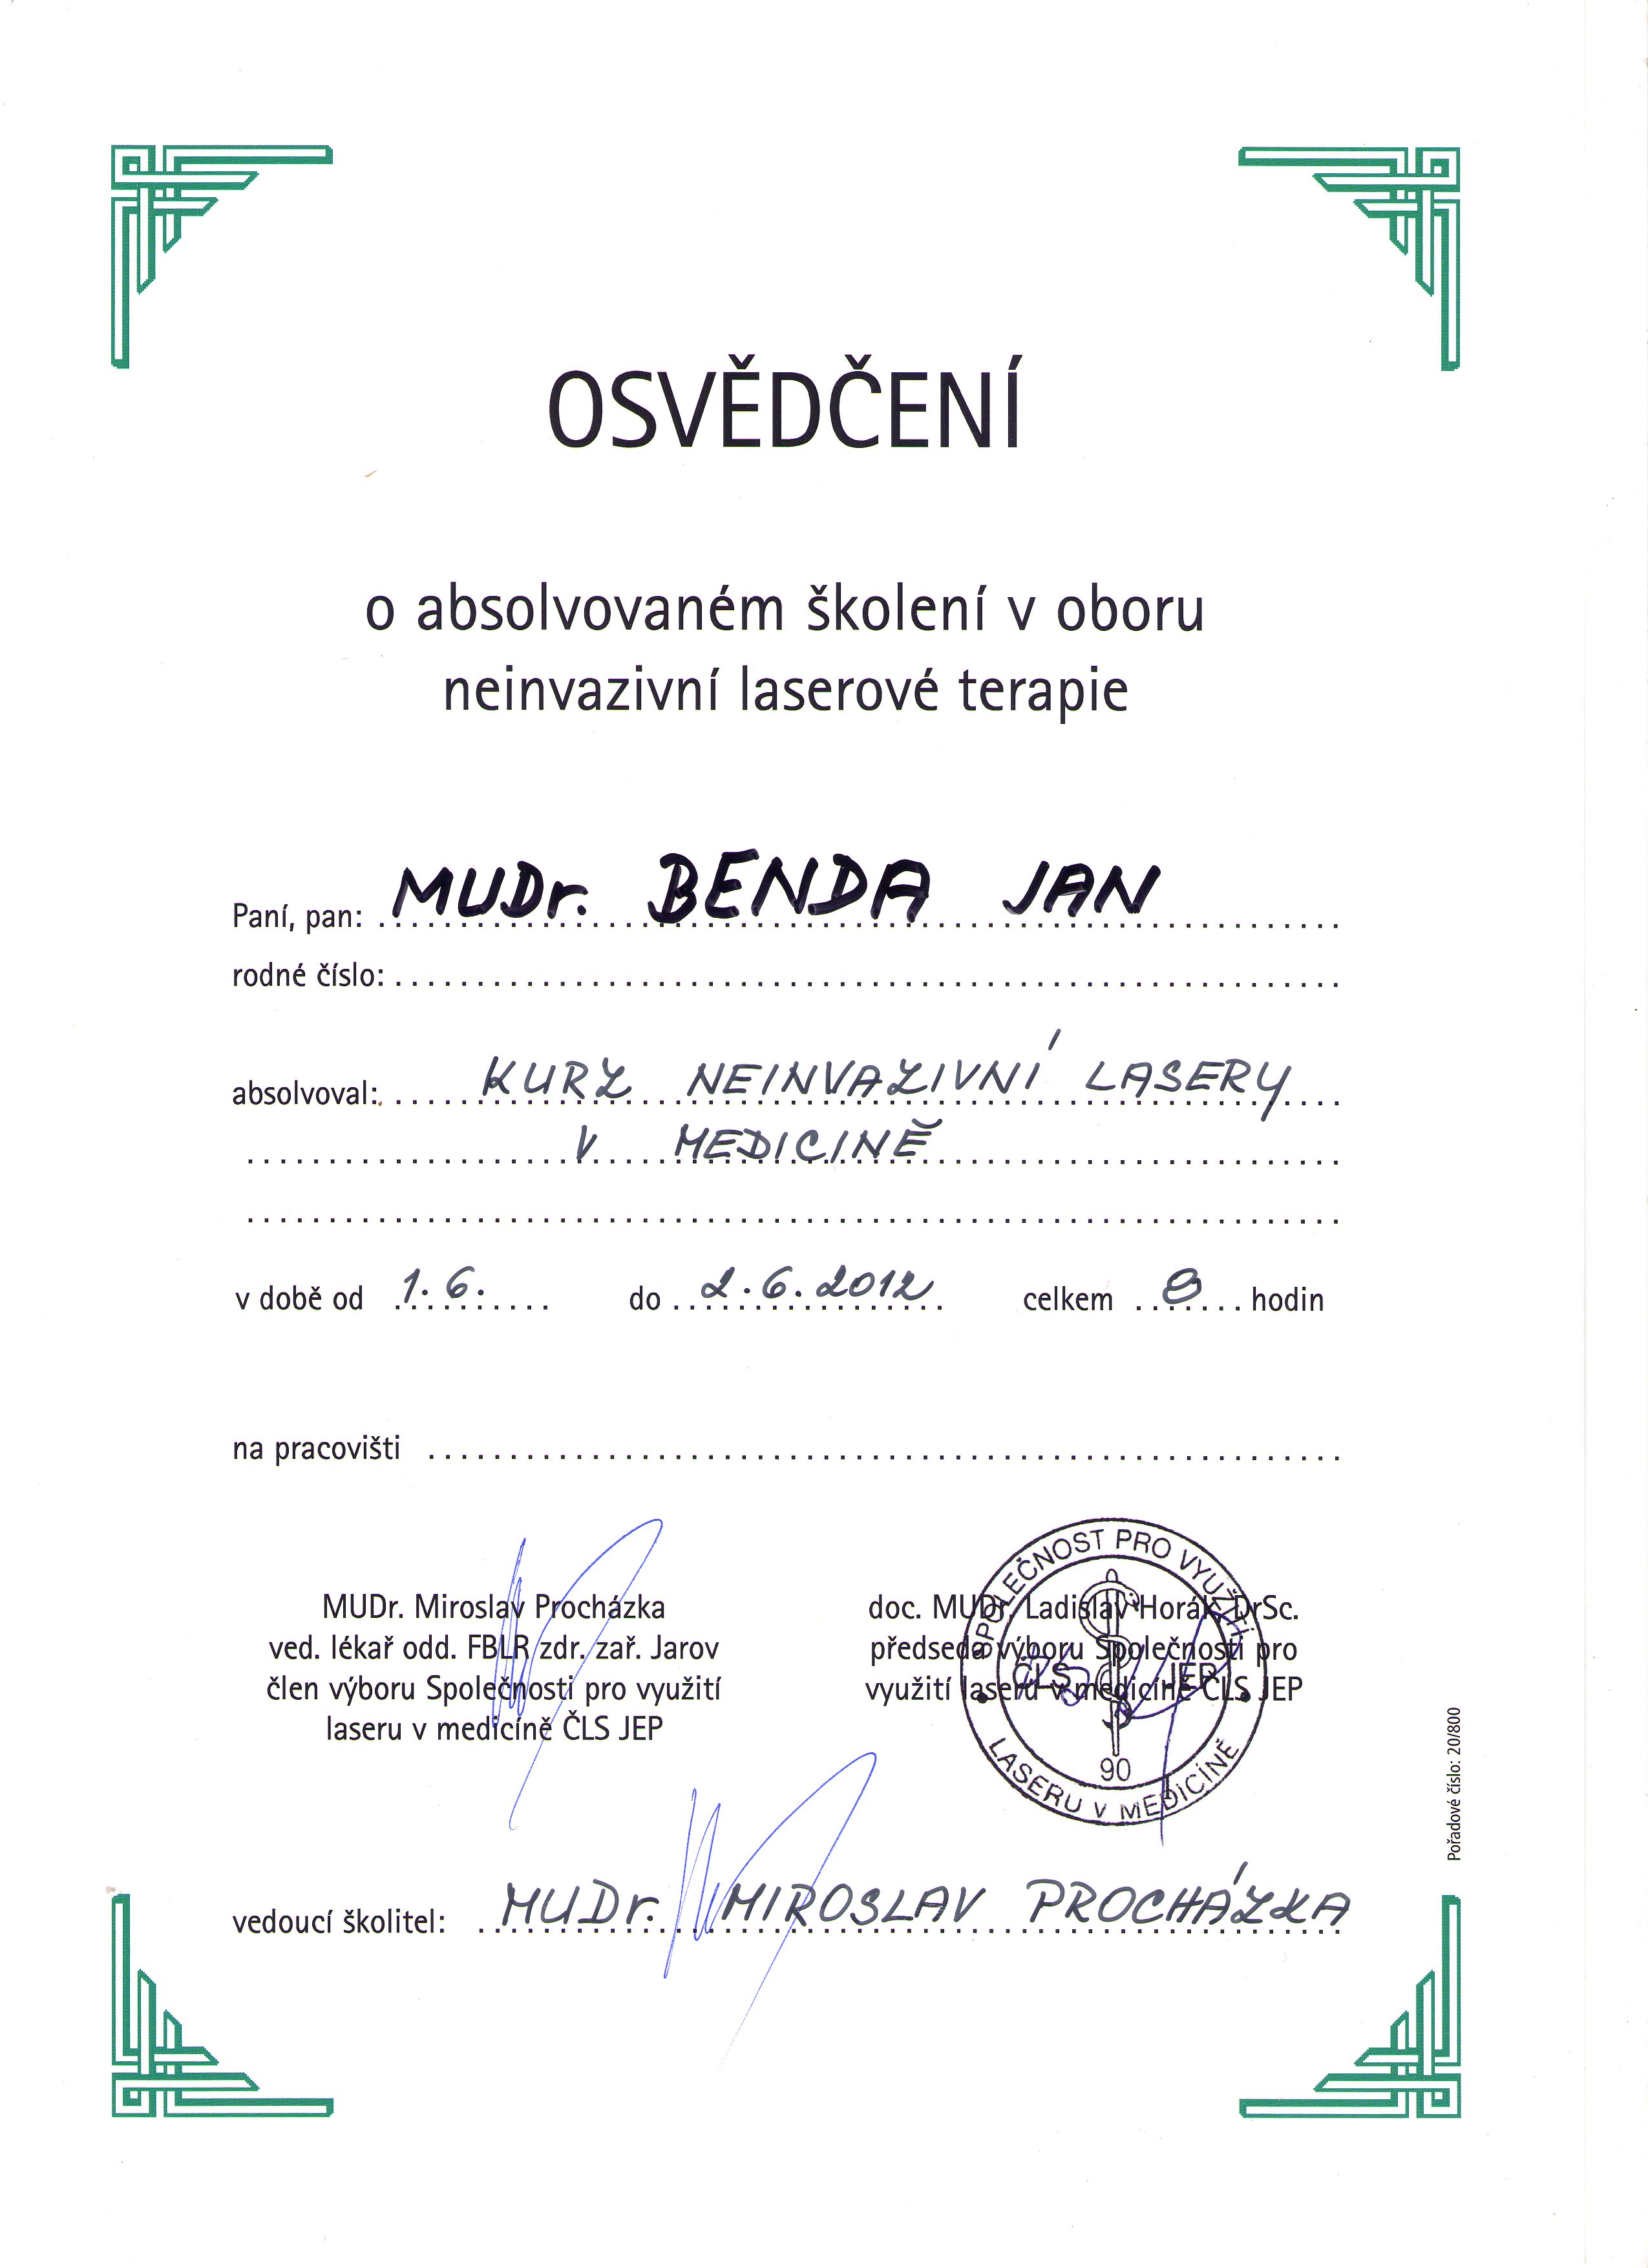 OSVĚDČENÍ
o absolvovaném školení v oboru
neinvazivní laserové terapie
Paní, pan: MUDr. BENDA JAN
rodné číslo:
absolvoval: KURZ NEINVAZIVNÍ LASERY
V MEDICINĚ
v době od 1.6. do 2.6.2012 celkem 8 hodin
na pracovišti
MUDr. Miroslav Procházka
ved. lékař odd. FBLR zdr. zař. Jarov
člen výboru Společnosti pro využití
laseru v medicíně ČLS JEP
doc. MUDr. Ladislav Horák, DrSc.
předseda výboru Společnosti pro
využití laseru v medicíně ČLS JEP
SPOLEČNOST PRO VYUŽITÍ
ČLS JEP
90
LASERU V MEDICÍNĚ
Pořadové číslo: 20/800
vedoucí školitel: MUDr. MIROSLAV PROCHÁZKA